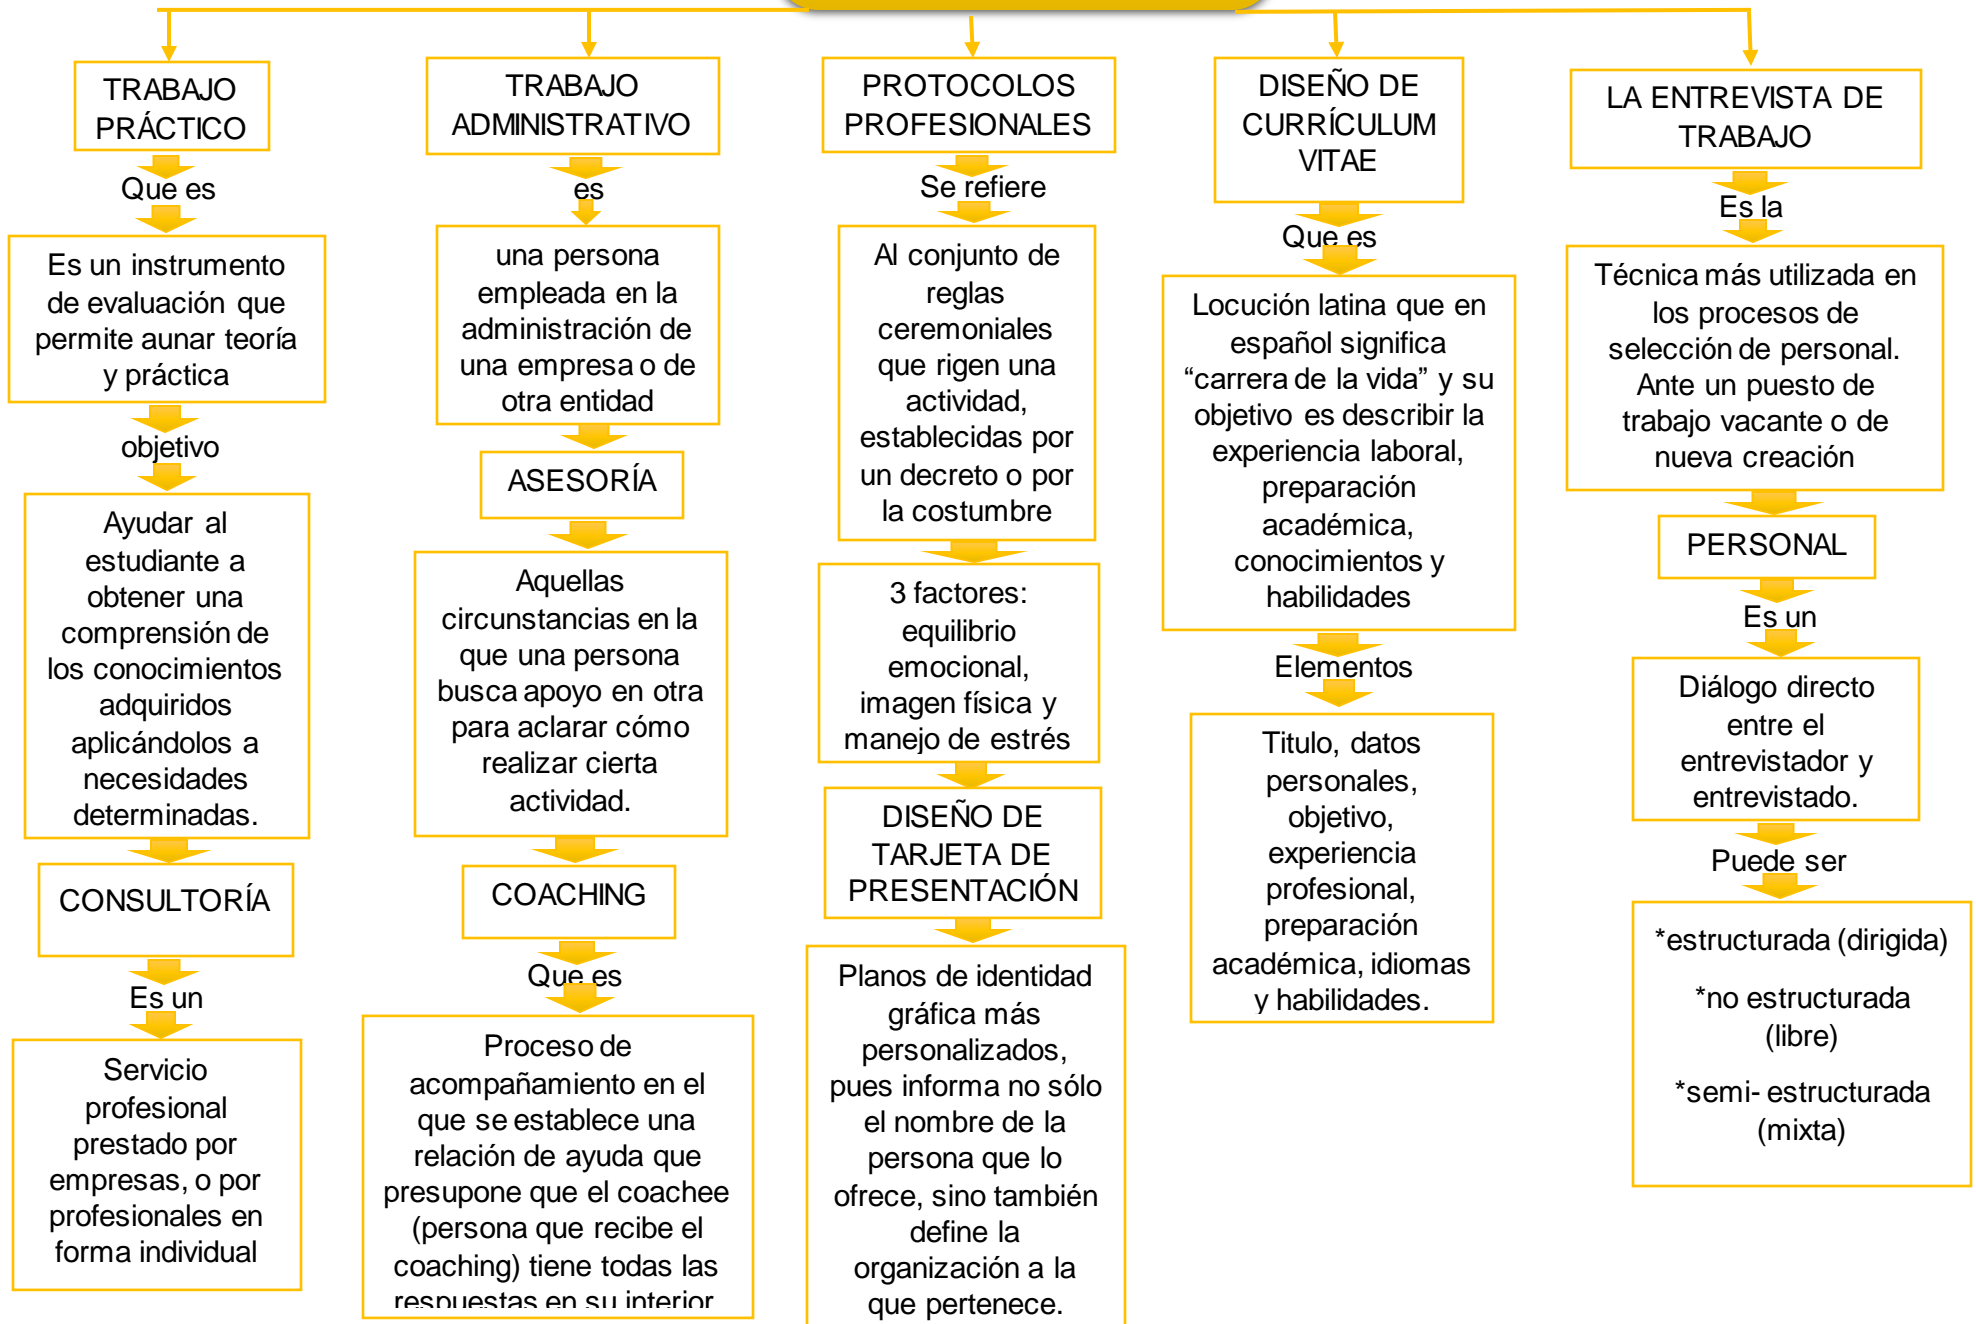 TRABAJO
PRÁCTICO
Que es
Es un instrumento
de evaluación que
permite aunar teoría
y práctica
objetivo
Ayudar al
estudiante a
obtener una
comprensión de
los conocimientos
adquiridos
aplicándolos a
necesidades
determinadas.
CONSULTORÍA
Es un
Servicio
profesional
prestado por
empresas, o por
profesionales en
forma individual
TRABAJO
ADMINISTRATIVO
es
una persona
empleada en la
administración de
una empresa o de
otra entidad
ASESORÍA
Aquellas
circunstancias en la
que una persona
busca apoyo en otra
para aclarar cómo
realizar cierta
actividad.
COACHING
Que es
Proceso de
acompañamiento en el
que se establece una
relación de ayuda que
presupone que el coachee
(persona que recibe el
coaching) tiene todas las
respuestas en su interior
PROTOCOLOS
PROFESIONALES
Se refiere
Al conjunto de
reglas
ceremoniales
que rigen una
actividad,
establecidas por
un decreto o por
la costumbre
3 factores:
equilibrio
emocional,
imagen física y
manejo de estrés
DISEÑO DE
TARJETA DE
PRESENTACIÓN
Planos de identidad
gráfica más
personalizados,
pues informa no sólo
el nombre de la
persona que lo
ofrece, sino también
define la
organización a la
que pertenece.
DISEÑO DE
CURRÍCULUM
VITAE
Que es
Locución latina que en
español significa
“carrera de la vida” y su
objetivo es describir la
experiencia laboral,
preparación
académica,
conocimientos y
habilidades
Elementos
Titulo, datos
personales,
objetivo,
experiencia
profesional,
preparación
académica, idiomas
y habilidades.
LA ENTREVISTA DE
TRABAJO
Es la
Técnica más utilizada en
los procesos de
selección de personal.
Ante un puesto de
trabajo vacante o de
nueva creación
PERSONAL
Es un
Diálogo directo
entre el
entrevistador y
entrevistado.
Puede ser
*estructurada (dirigida)
*no estructurada
(libre)
*semi- estructurada
(mixta)